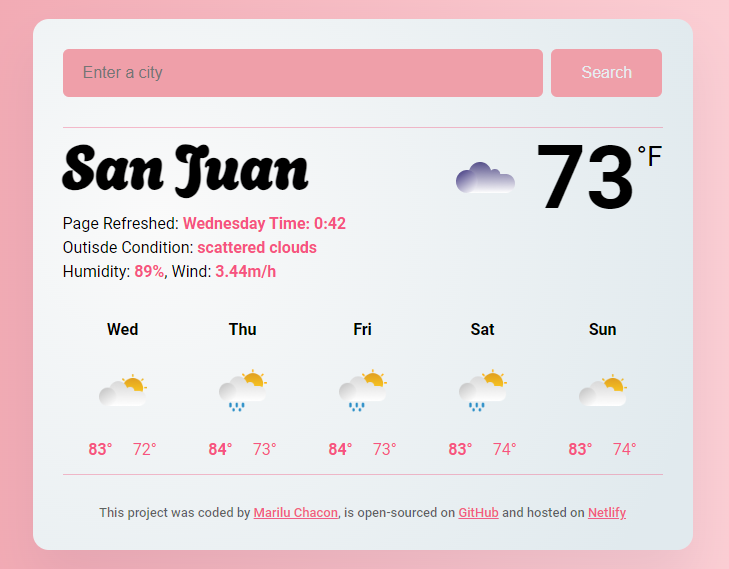 Enter a city Search
San Juan 73 °F
Page Refreshed: Wednesday Time: 0:42
Outisde Condition: scattered clouds
Humidity: 89%, Wind: 3.44m/h
Wed Thu Fri Sat Sun
83° 72° 84° 73° 84° 73° 83° 74° 83° 74°
This project was coded by Marilu Chacon, is open-sourced on GitHub and hosted on Netlify